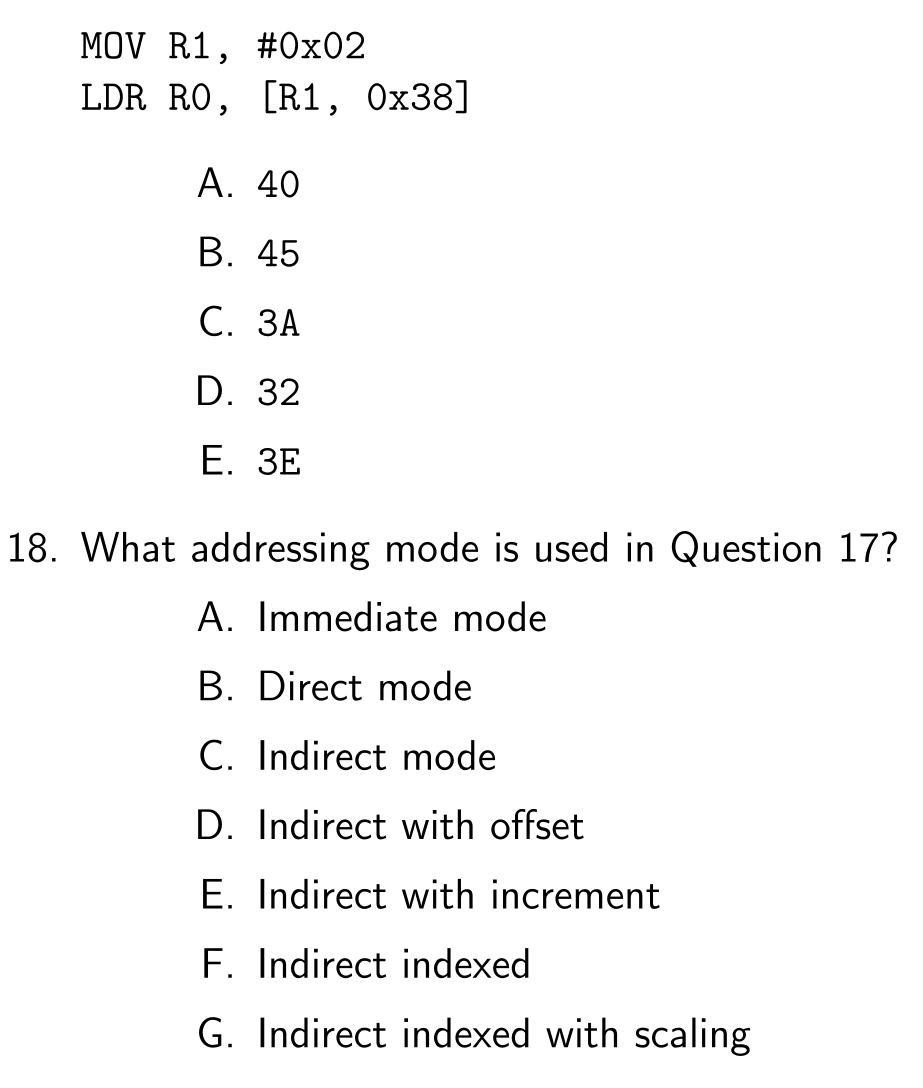 MOV R1, #0x02
LDR R0, [R1, 0x38]
A. 40
B. 45
C. 3A
D. 32
E. 3E
18. What addressing mode is used in Question 17?
A. Immediate mode
B. Direct mode
C. Indirect mode
D. Indirect with offset
E. Indirect with increment
F. Indirect indexed
G. Indirect indexed with scaling